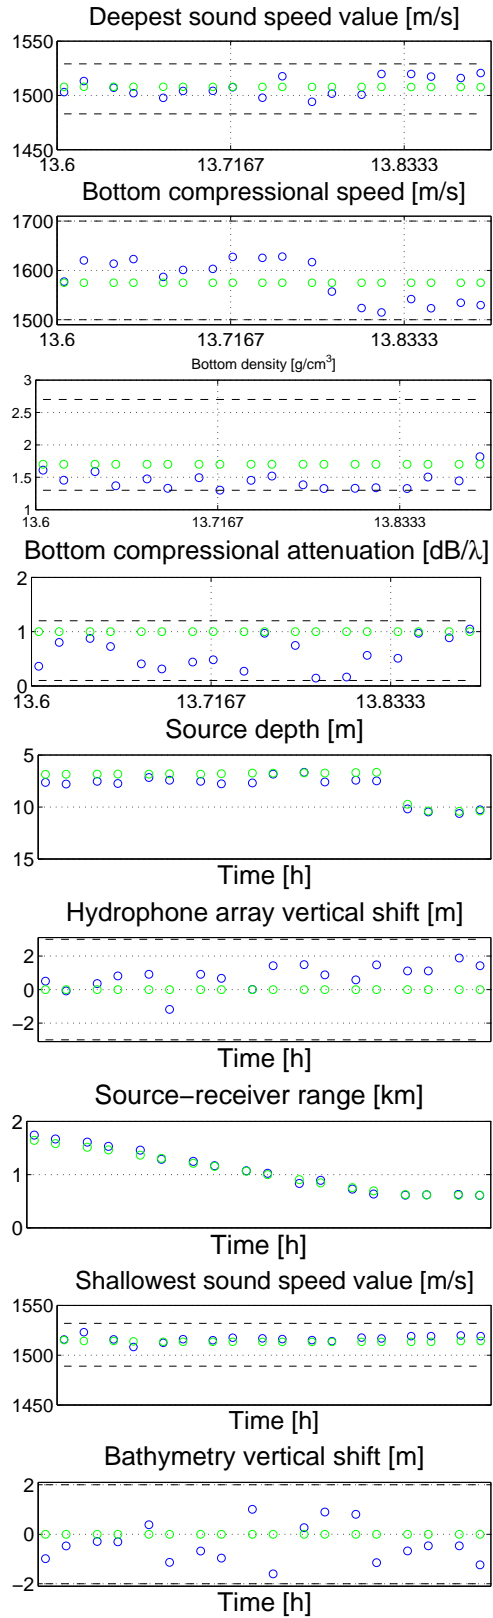 Deepest sound speed value [m/s]
1550
1500
1450
13.6 13.7167 13.8333
Bottom compressional speed [m/s]
1700
1600
1500
13.6 13.7167 13.8333
Bottom density [g/cm³]
3
2.5
2
1.5
1
13.6 13.7167 13.8333
Bottom compressional attenuation [dB/λ]
2
1
0
13.6 13.7167 13.8333
Source depth [m]
5
10
15
Time [h]
Hydrophone array vertical shift [m]
2
0
−2
Time [h]
Source−receiver range [km]
2
1
0
Time [h]
Shallowest sound speed value [m/s]
1550
1500
1450
Time [h]
Bathymetry vertical shift [m]
2
0
−2
Time [h]